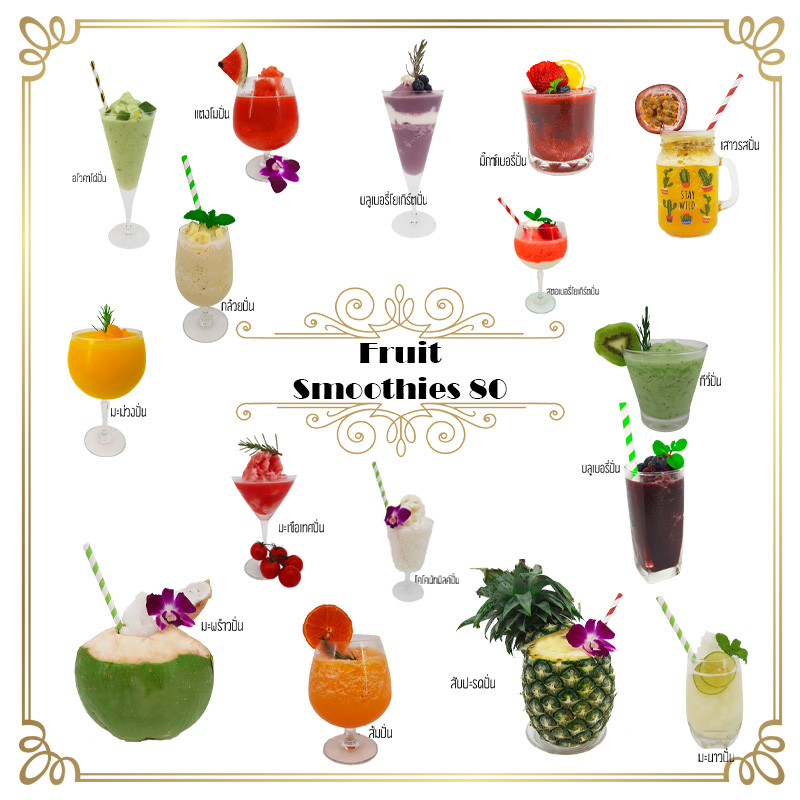 แตงโมปั่น
อโวคาโด้ปั่น
บลูเบอรี่โยเกิร์ตปั่น
มิ๊กซ์เบอรี่ปั่น
เสาวรสปั่น
STAY
WILD
กล้วยปั่น
สตอเบอรี่โยเกิร์ตปั่น
Fruit
Smoothies 80
มะม่วงปั่น
กีวี่ปั่น
บลูเบอรี่ปั่น
มะเขือเทศปั่น
โคโค่นัทมิลค์ปั่น
มะพร้าวปั่น
ส้มปั่น
สับปะรดปั่น
มะนาวปั่น